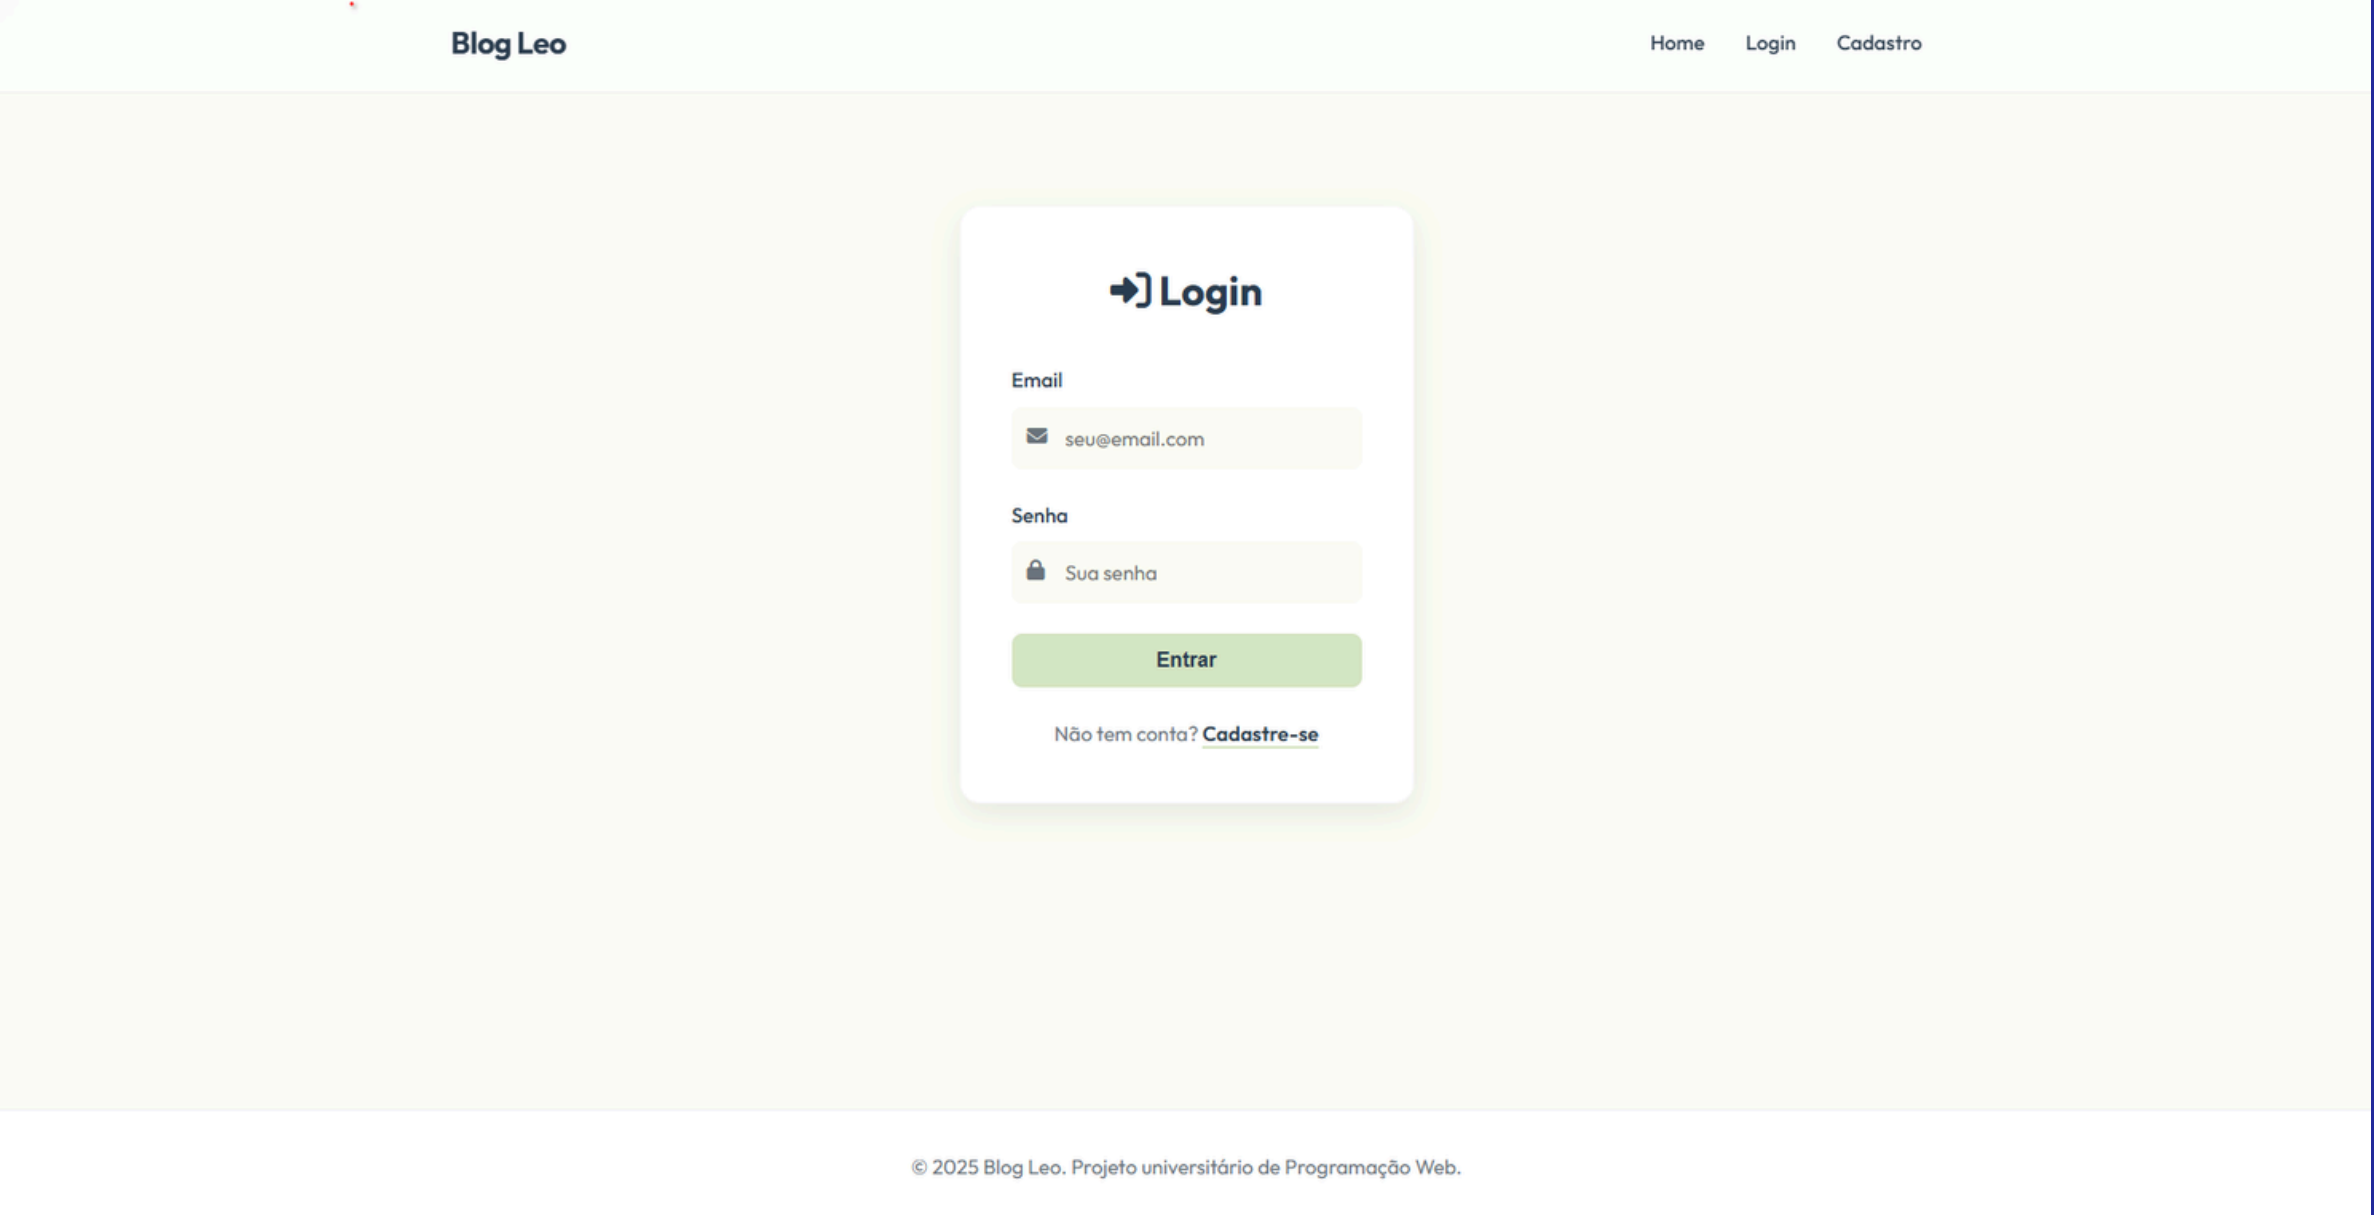 Blog Leo
Home Login Cadastro
Login
Email
seu@email.com
Senha
Sua senha
Entrar
Não tem conta? Cadastre-se
© 2025 Blog Leo. Projeto universitário de Programação Web.